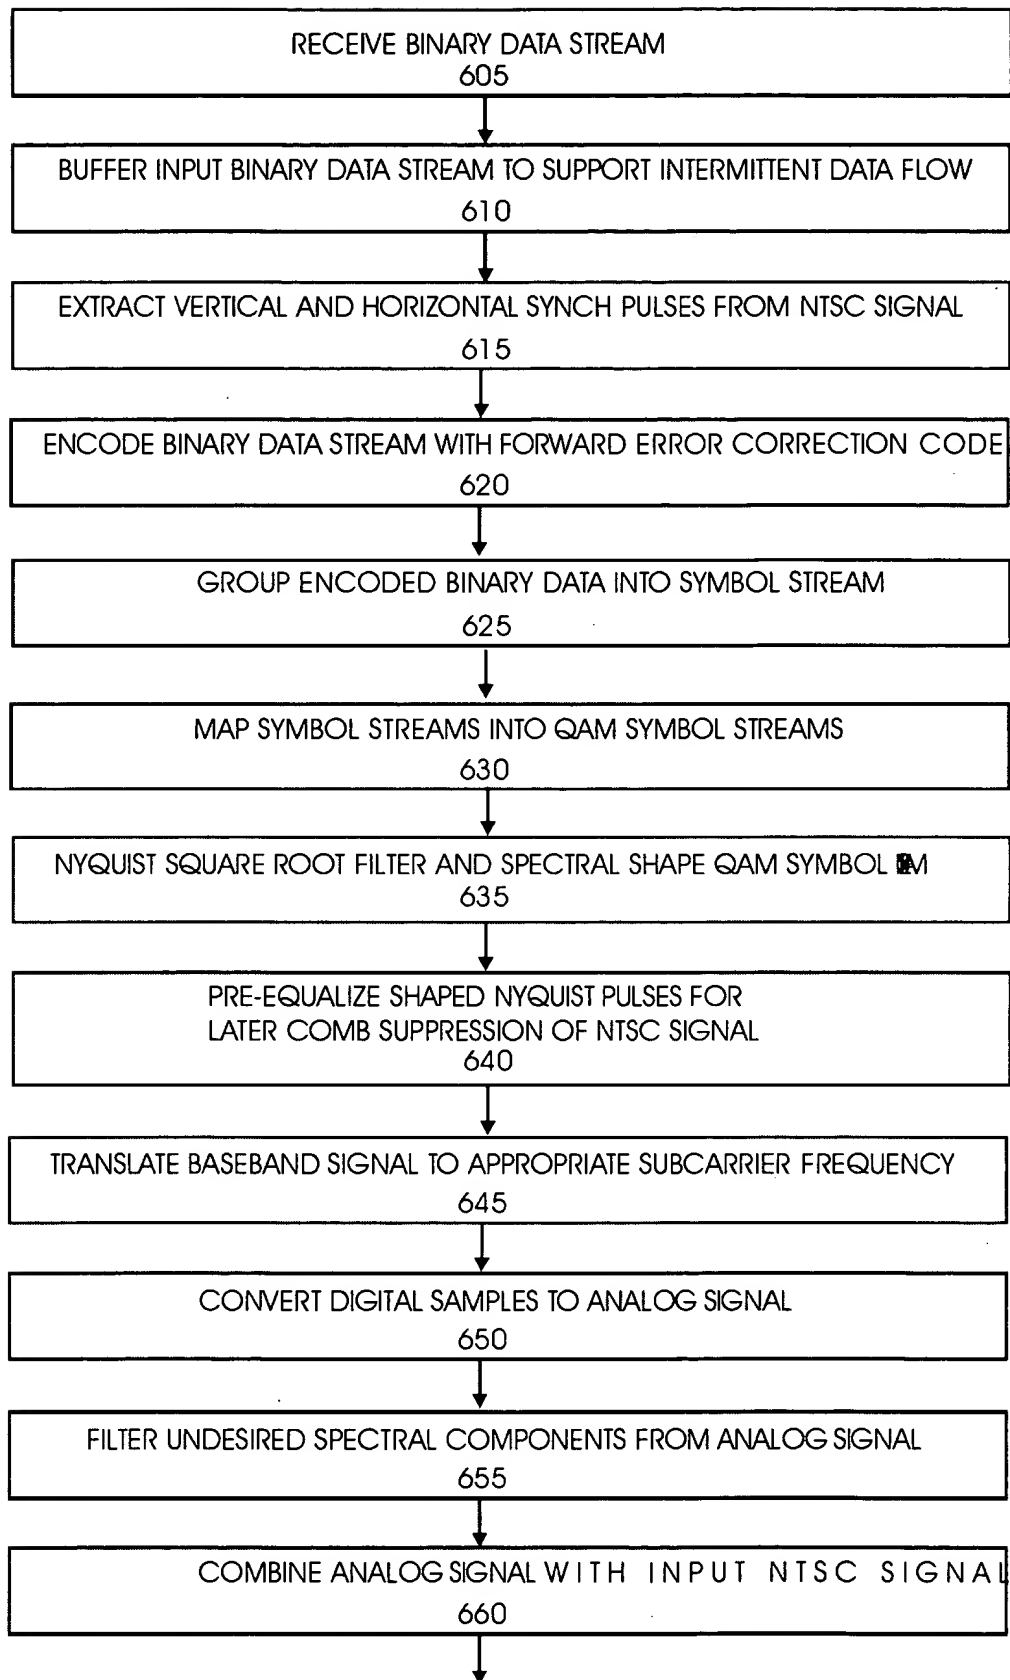 RECEIVE BINARY DATA STREAM
605
BUFFER INPUT BINARY DATA STREAM TO SUPPORT INTERMITTENT DATA FLOW
610
EXTRACT VERTICAL AND HORIZONTAL SYNCH PULSES FROM NTSC SIGNAL
615
ENCODE BINARY DATA STREAM WITH FORWARD ERROR CORRECTION CODE
620
GROUP ENCODED BINARY DATA INTO SYMBOL STREAM
625
MAP SYMBOL STREAMS INTO QAM SYMBOL STREAMS
630
NYQUIST SQUARE ROOT FILTER AND SPECTRAL SHAPE QAM SYMBOL
635
PRE-EQUALIZE SHAPED NYQUIST PULSES FOR
LATER COMB SUPPRESSION OF NTSC SIGNAL
640
TRANSLATE BASEBAND SIGNAL TO APPROPRIATE SUBCARRIER FREQUENCY
645
CONVERT DIGITAL SAMPLES TO ANALOG SIGNAL
650
FILTER UNDESIRED SPECTRAL COMPONENTS FROM ANALOG SIGNAL
655
COMBINE ANALOG SIGNAL WITH INPUT NTSC SIGNAL
660